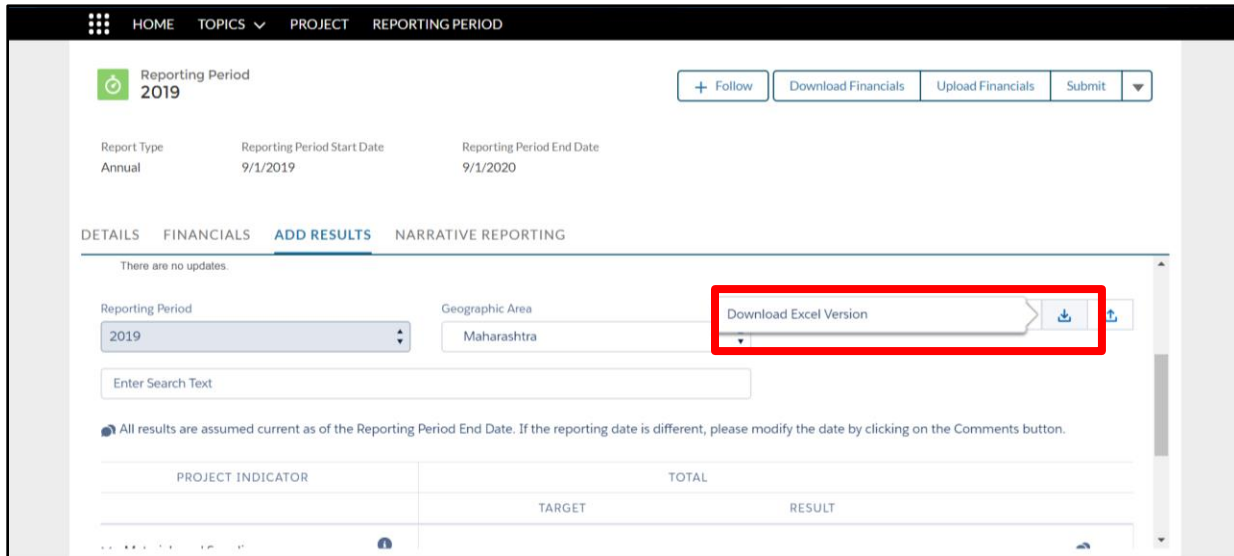 HOME TOPICS PROJECT REPORTING PERIOD
Reporting Period
2019
+ Follow Download Financials Upload Financials Submit
Report Type Reporting Period Start Date Reporting Period End Date
Annual 9/1/2019 9/1/2020
DETAILS FINANCIALS ADD RESULTS NARRATIVE REPORTING
There are no updates.
Reporting Period Geographic Area Download Excel Version
2019 Maharashtra
Enter Search Text
All results are assumed current as of the Reporting Period End Date. If the reporting date is different, please modify the date by clicking on the Comments button.
PROJECT INDICATOR TOTAL
TARGET RESULT